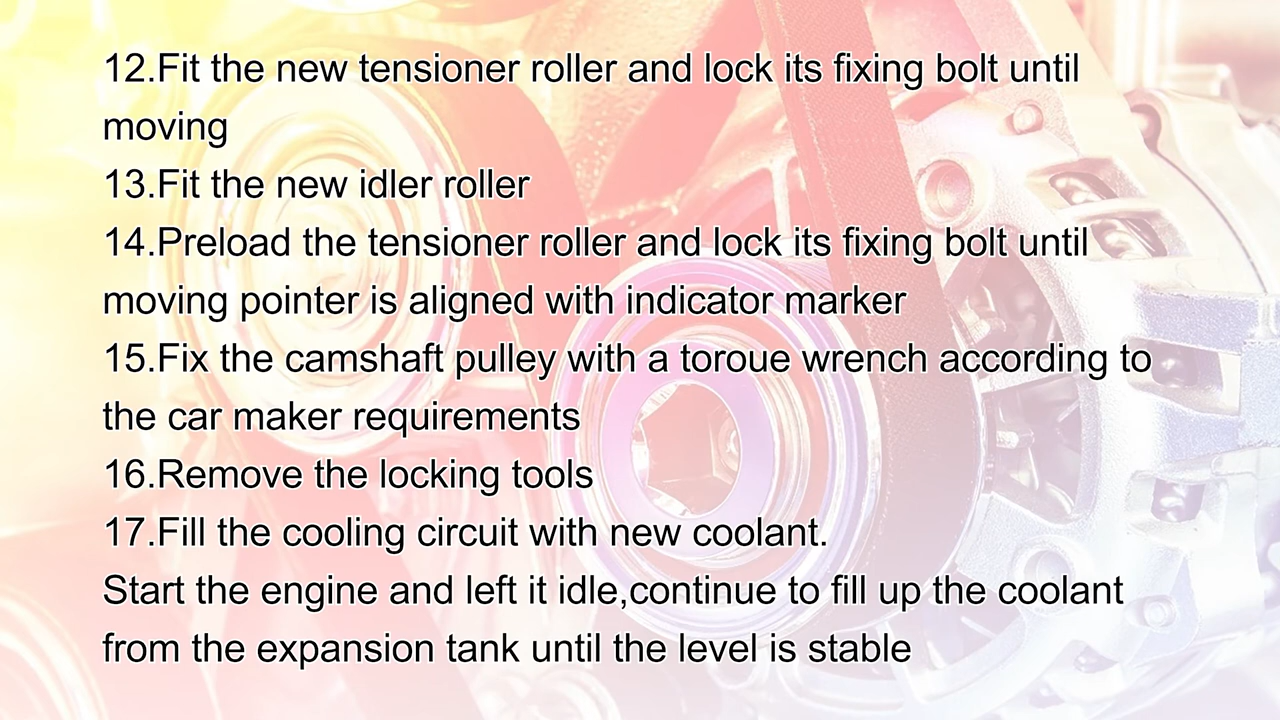 12.Fit the new tensioner roller and lock its fixing bolt until
moving
13.Fit the new idler roller
14.Preload the tensioner roller and lock its fixing bolt until
moving pointer is aligned with indicator marker
15.Fix the camshaft pulley with a toroue wrench according to
the car maker requirements
16.Remove the locking tools
17.Fill the cooling circuit with new coolant.
Start the engine and left it idle,continue to fill up the coolant
from the expansion tank until the level is stable